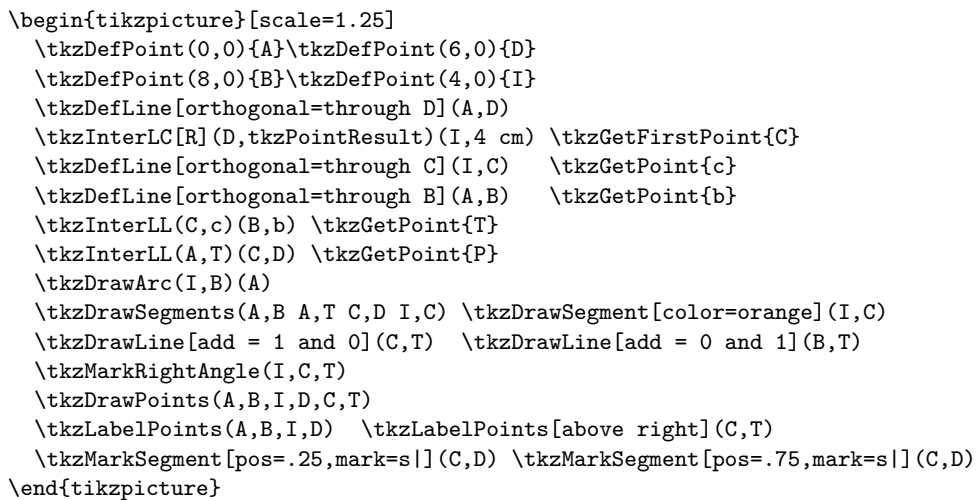 \begin{tikzpicture}[scale=1.25]
  \tkzDefPoint(0,0){A}\tkzDefPoint(6,0){D}
  \tkzDefPoint(8,0){B}\tkzDefPoint(4,0){I}
  \tkzDefLine[orthogonal=through D](A,D)
  \tkzInterLC[R](D,tkzPointResult)(I,4 cm) \tkzGetFirstPoint{C}
  \tkzDefLine[orthogonal=through C](I,C)   \tkzGetPoint{c}
  \tkzDefLine[orthogonal=through B](A,B)   \tkzGetPoint{b}
  \tkzInterLL(C,c)(B,b) \tkzGetPoint{T}
  \tkzInterLL(A,T)(C,D) \tkzGetPoint{P}
  \tkzDrawArc(I,B)(A)
  \tkzDrawSegments(A,B A,T C,D I,C) \tkzDrawSegment[color=orange](I,C)
  \tkzDrawLine[add = 1 and 0](C,T)  \tkzDrawLine[add = 0 and 1](B,T)
  \tkzMarkRightAngle(I,C,T)
  \tkzDrawPoints(A,B,I,D,C,T)
  \tkzLabelPoints(A,B,I,D)  \tkzLabelPoints[above right](C,T)
  \tkzMarkSegment[pos=.25,mark=s|](C,D) \tkzMarkSegment[pos=.75,mark=s|](C,D)
\end{tikzpicture}